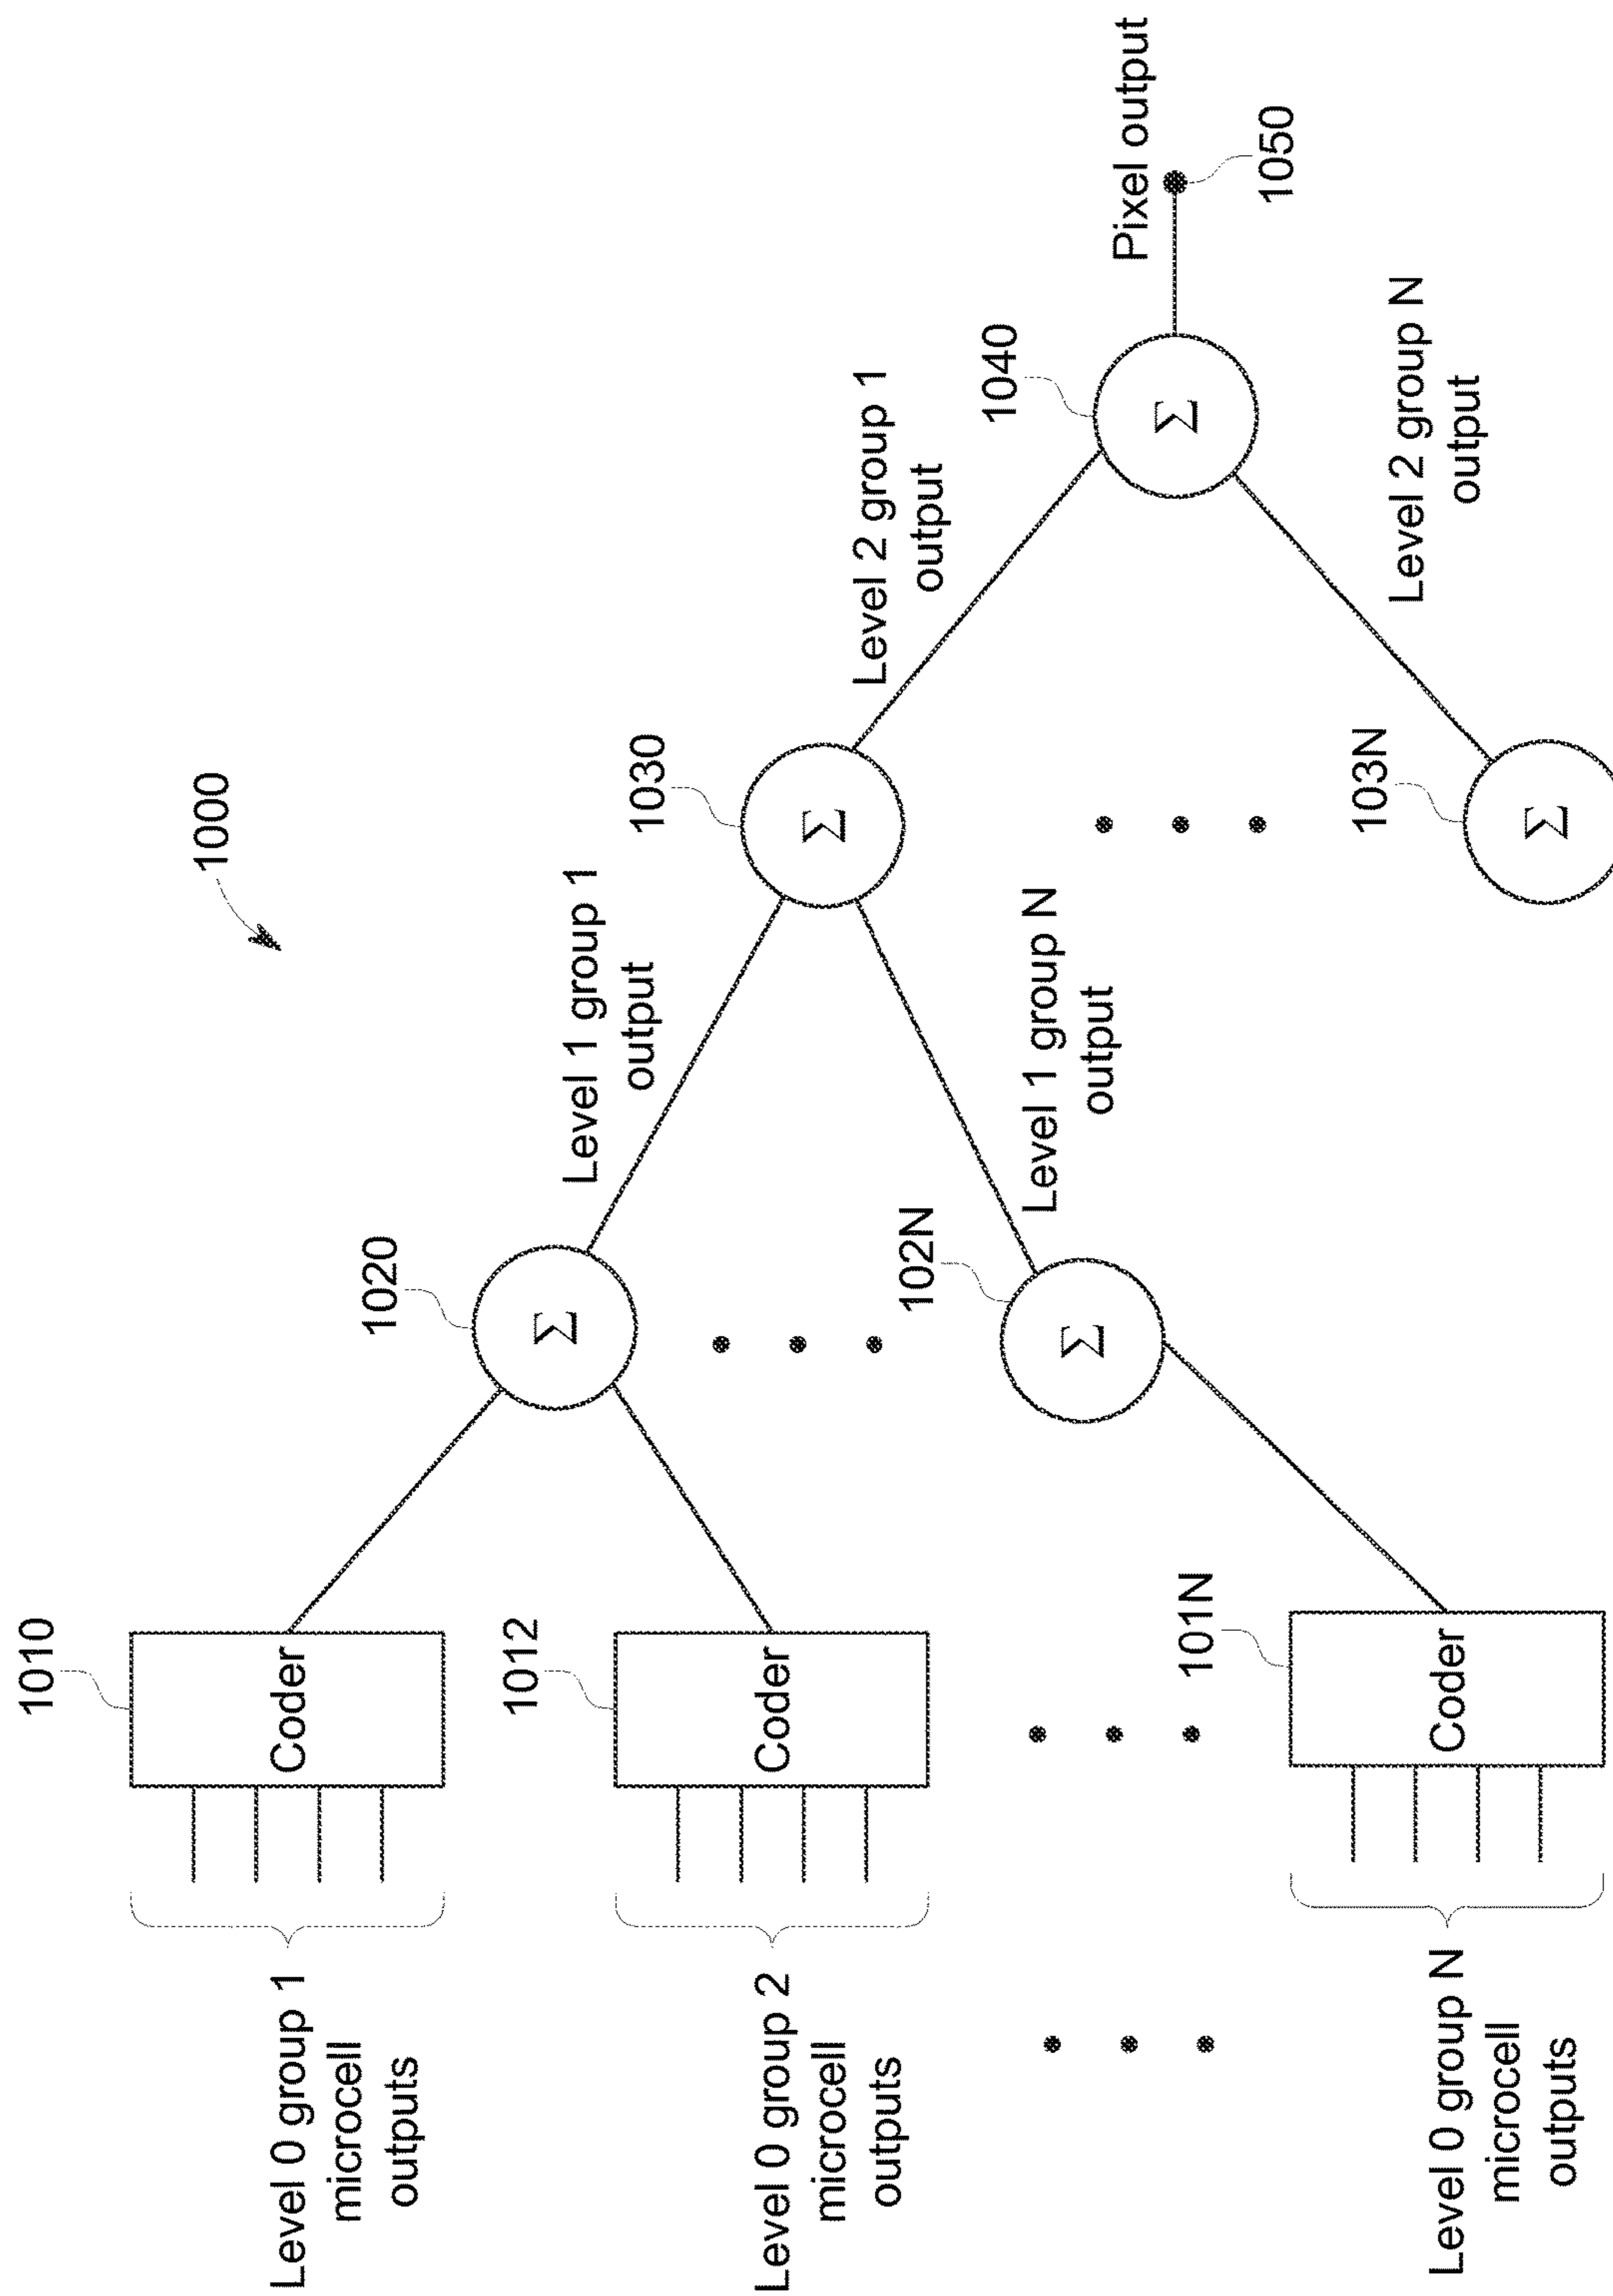 1000
Level 0 group 1
microcell
outputs
1010
Coder
Level 0 group 2
microcell
outputs
1012
Coder
Level 0 group N
microcell
outputs
101N
Coder
1020
Σ
Level 1 group 1
output
102N
Σ
Level 1 group N
output
1030
Σ
Level 2 group 1
output
103N
Σ
Level 2 group N
output
1040
Σ
Pixel output
1050